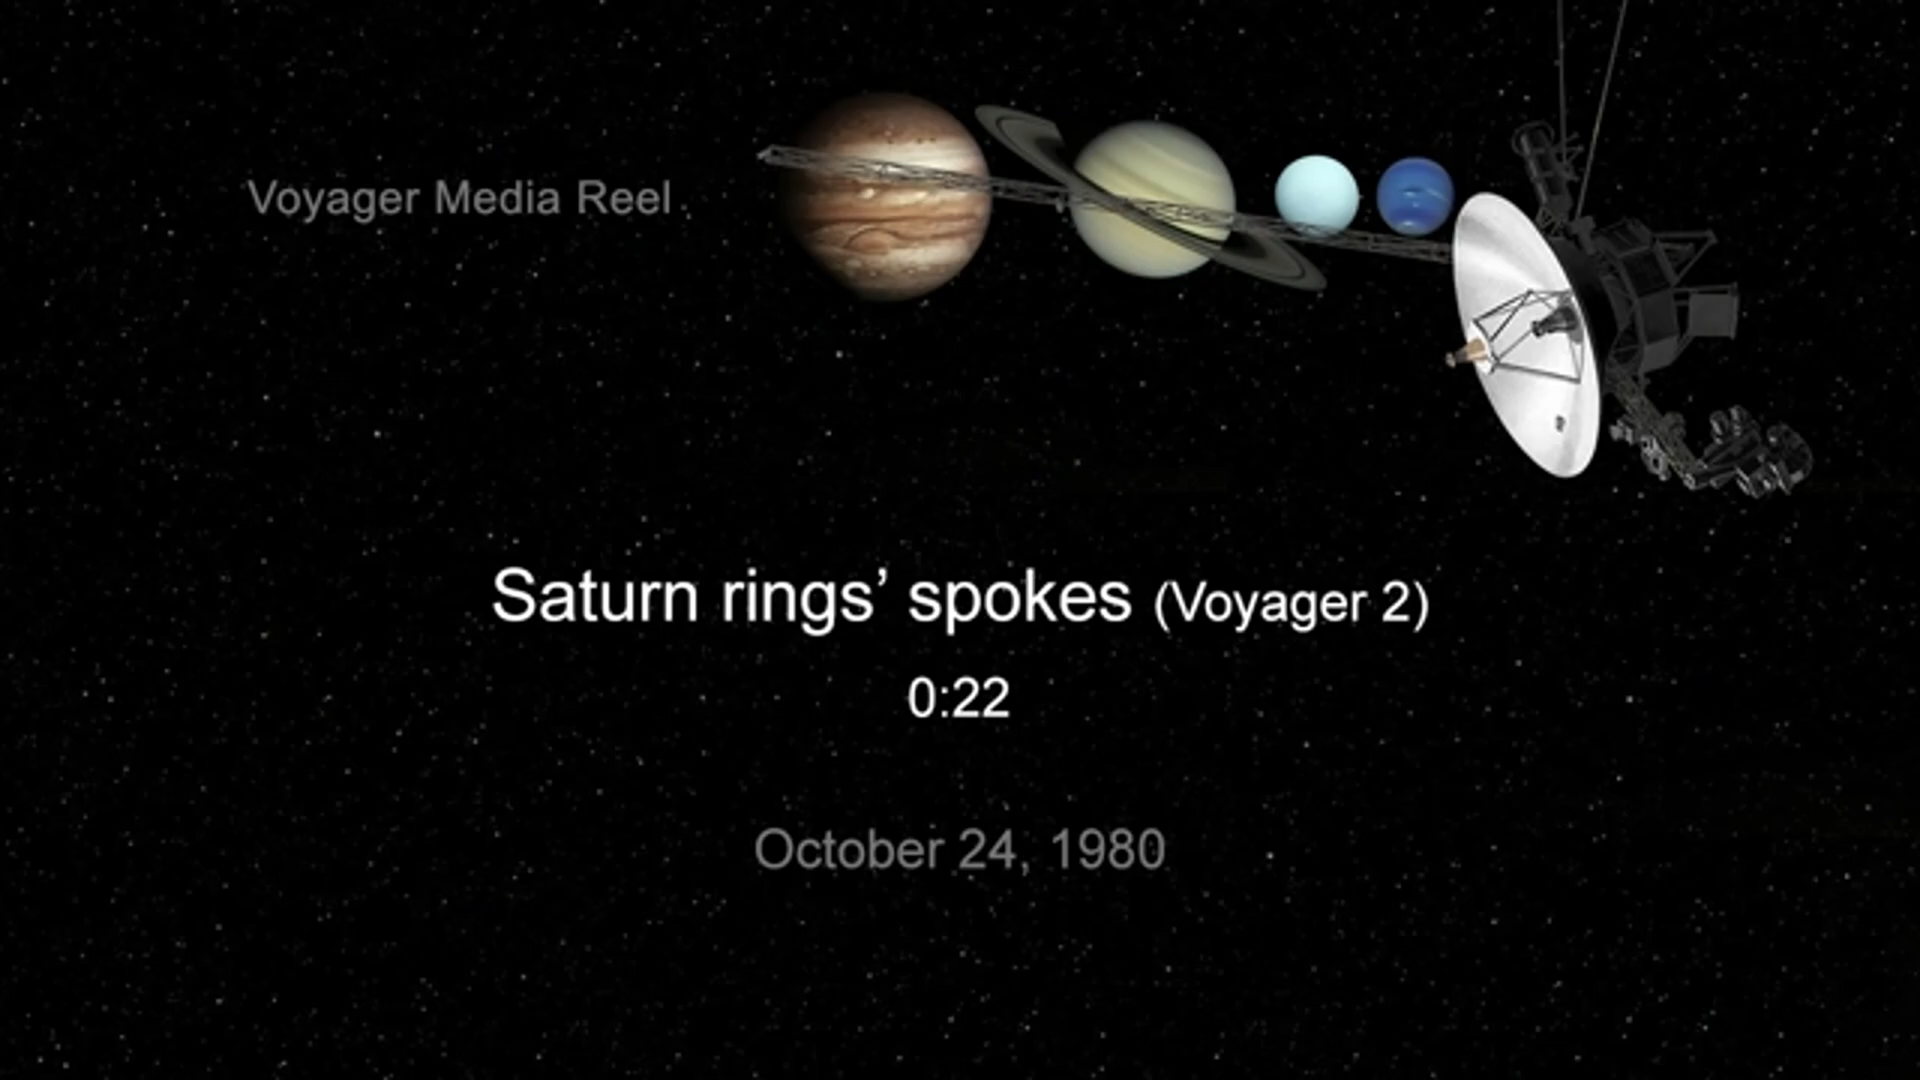 Voyager Media Reel
Saturn rings’ spokes (Voyager 2)
0:22
October 24, 1980